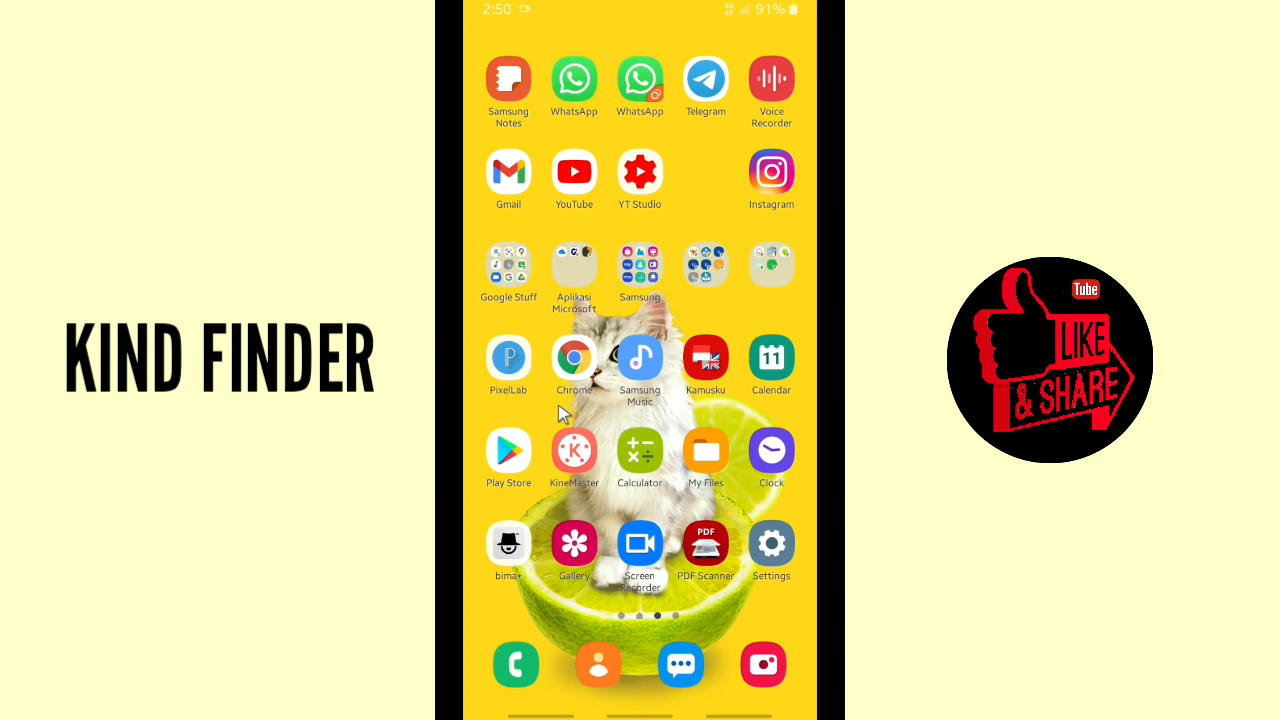 2:50
4G
91%
Samsung
Notes
WhatsApp
WhatsApp
Telegram
Voice
Recorder
Gmail
YouTube
YT Studio
Instagram
Google Stuff
Aplikasi
Microsoft
Samsung
P
PixelLab
Chrome
Samsung
Music
Kamusku
11
Calendar
Play Store
K
KineMaster
Calculator
My Files
Clock
bima+
Gallery
Screen
Recorder
PDF
PDF Scanner
Settings
KIND FINDER
Tube
LIKE
& SHARE